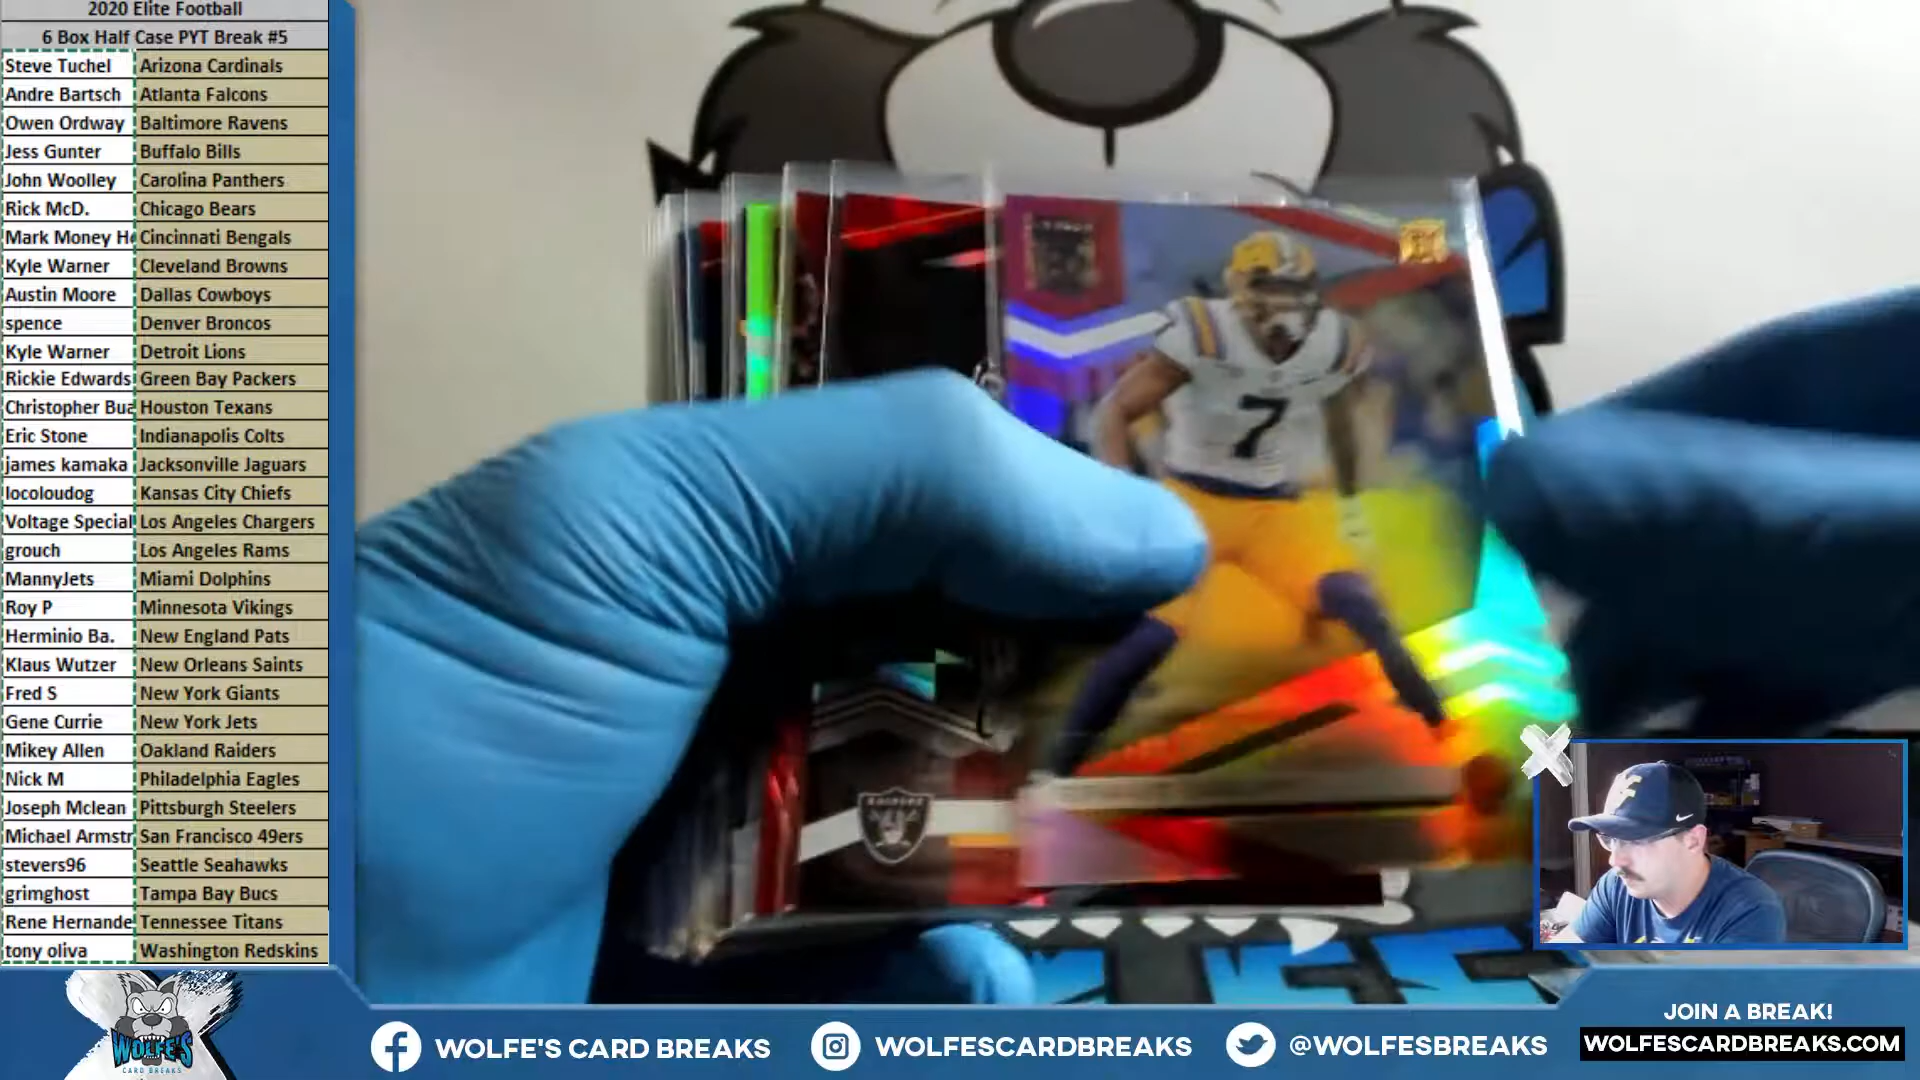 2020 Elite Football
6 Box Half Case PYT Break #5
Steve Tuchel Arizona Cardinals
Andre Bartsch Atlanta Falcons
Owen Ordway Baltimore Ravens
Jess Gunter Buffalo Bills
John Woolley Carolina Panthers
Rick McD. Chicago Bears
Mark Money H Cincinnati Bengals
Kyle Warner Cleveland Browns
Austin Moore Dallas Cowboys
spence Denver Broncos
Kyle Warner Detroit Lions
Rickie Edwards Green Bay Packers
Christopher Bua Houston Texans
Eric Stone Indianapolis Colts
james kamaka Jacksonville Jaguars
locoloudog Kansas City Chiefs
Voltage Special Los Angeles Chargers
grouch Los Angeles Rams
MannyJets Miami Dolphins
Roy P Minnesota Vikings
Herminio Ba. New England Pats
Klaus Wutzer New Orleans Saints
Fred S New York Giants
Gene Currie New York Jets
Mikey Allen Oakland Raiders
Nick M Philadelphia Eagles
Joseph Mclean Pittsburgh Steelers
Michael Armstr San Francisco 49ers
stevers96 Seattle Seahawks
grimghost Tampa Bay Bucs
Rene Hernande Tennessee Titans
tony oliva Washington Redskins
7
RAIDERS
WOLFE'S
CARD BREAKS
WOLFE'S CARD BREAKS
WOLFESCARDBREAKS
@WOLFESBREAKS
JOIN A BREAK!
WOLFESCARDBREAKS.COM